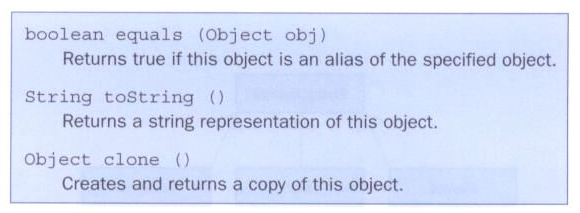 boolean equals (Object obj)
Returns true if this object is an alias of the specified object.
String toString ()
Returns a string representation of this object.
Object clone ()
Creates and returns a copy of this object.